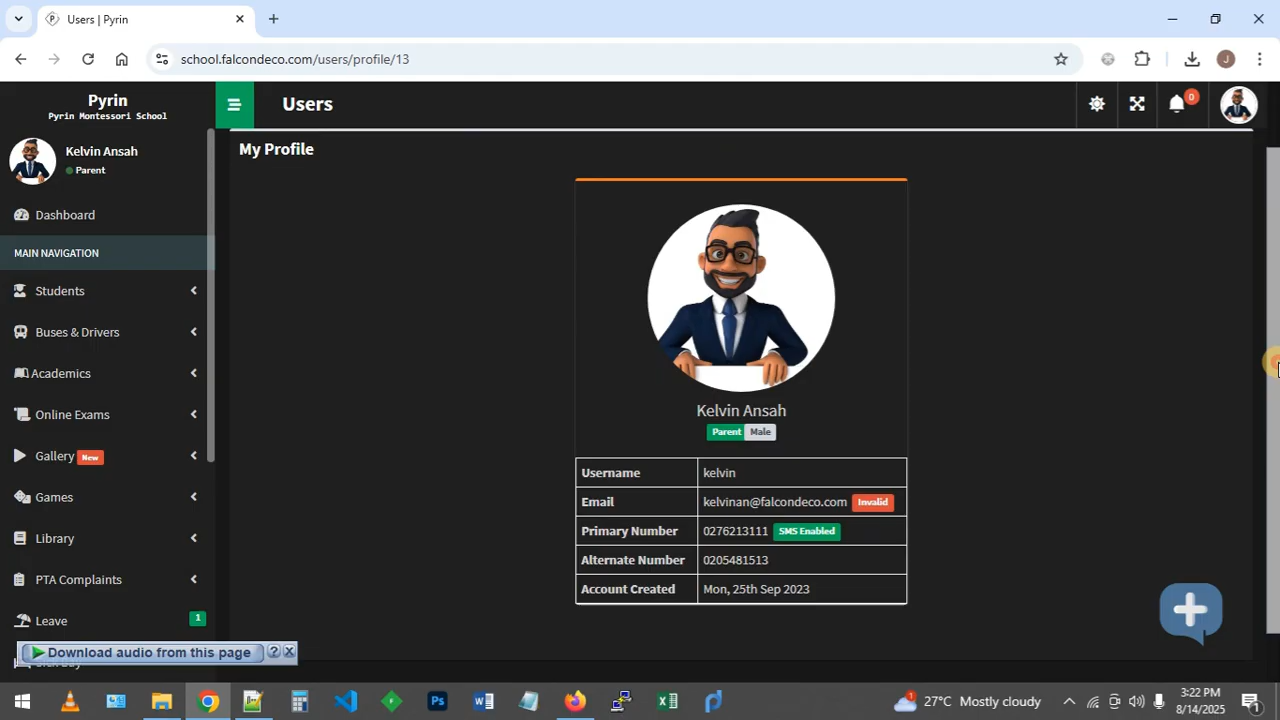 Users | Pyrin
school.falcondeco.com/users/profile/13
J
Pyrin
Pyrin Montessori School
Users
0
Kelvin Ansah
Parent
Dashboard
MAIN NAVIGATION
Students
Buses & Drivers
Academics
Online Exams
Gallery New
Games
Library
PTA Complaints
Leave 1
My Profile
Kelvin Ansah
Parent Male
Username kelvin
Email kelvinan@falcondeco.com Invalid
Primary Number 0276213111 SMS Enabled
Alternate Number 0205481513
Account Created Mon, 25th Sep 2023
Download audio from this page ?
Ps
1
27°C Mostly cloudy
3:22 PM
8/14/2025
1